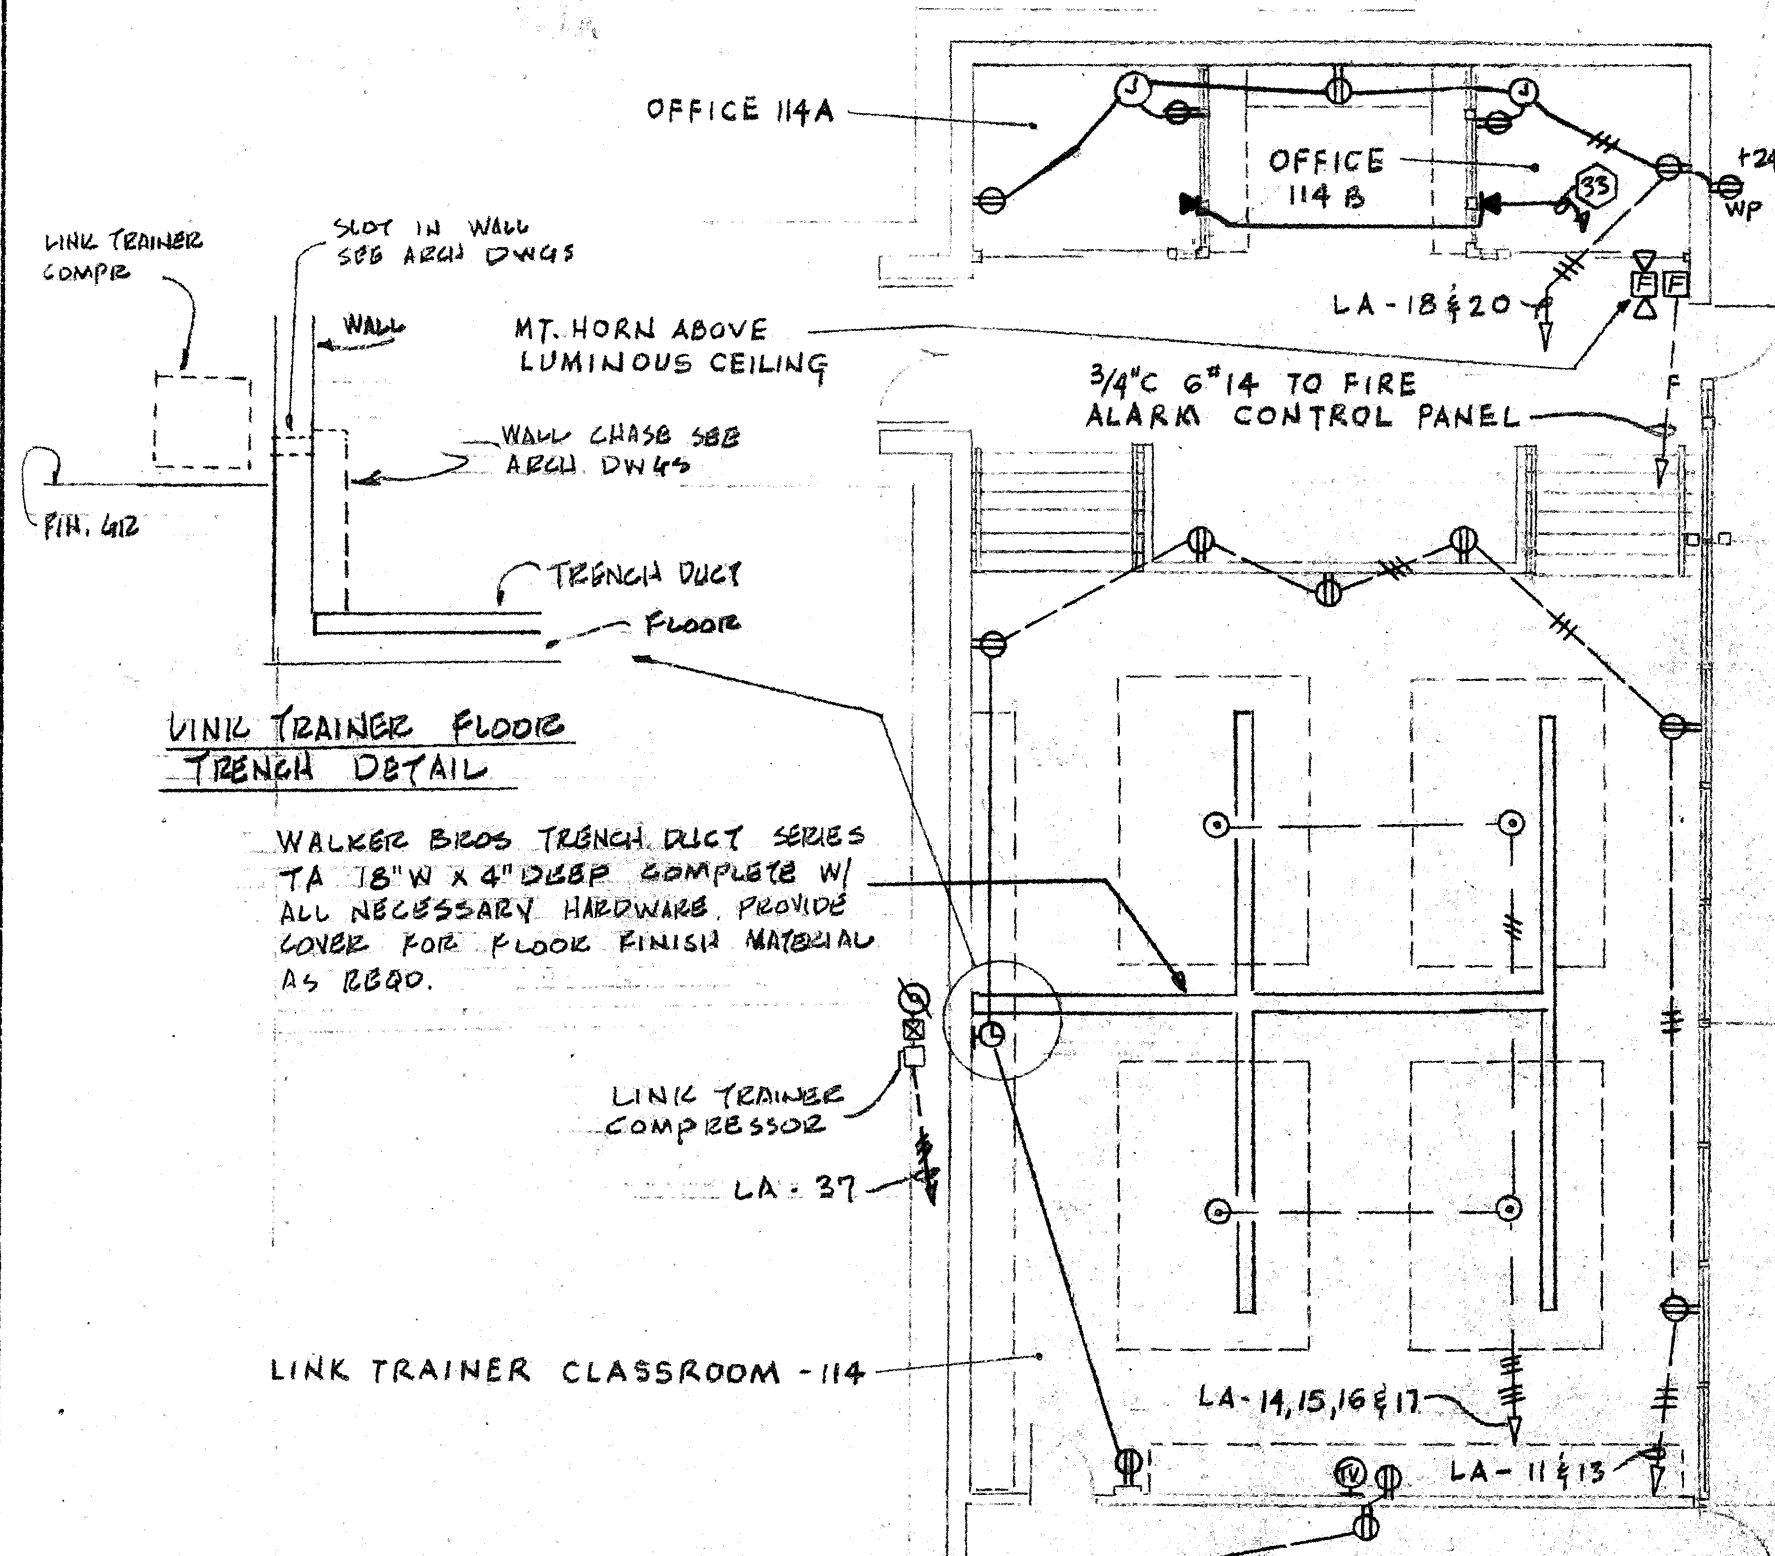 OFFICE 114A
OFFICE
114 B
33
+24
WP
LINK TRAINER
COMPR
SLOT IN WALL
SEE ARCH DWGS
WALL
MT. HORN ABOVE
LUMINOUS CEILING
LA-18 & 20
F F
3/4"C 6#14 TO FIRE
ALARM CONTROL PANEL
F
WALL CHASE SEE
ARCH DWGS
FIN. GR
TRENCH DUCT
FLOOR
LINK TRAINER FLOOR
TRENCH DETAIL
WALKER BROS TRENCH DUCT SERIES
TA 18"W X 4" DEEP COMPLETE W/
ALL NECESSARY HARDWARE. PROVIDE
COVER FOR FLOOR FINISH MATERIAL
AS REQD.
LINK TRAINER
COMPRESSOR
LA-37
LINK TRAINER CLASSROOM -114
LA-14,15,16 & 17
TV
LA-11 & 13